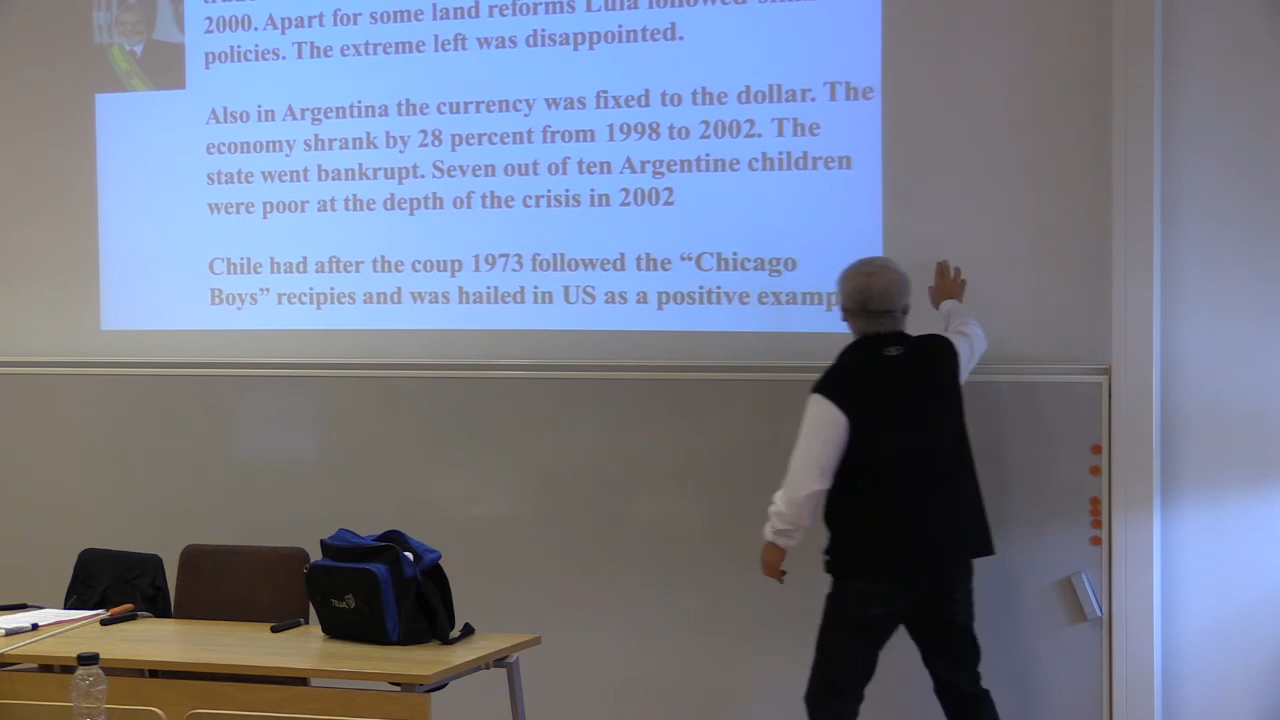 2000. Apart for some land reforms Lula followed
policies. The extreme left was disappointed.
Also in Argentina the currency was fixed to the dollar. The
economy shrank by 28 percent from 1998 to 2002. The
state went bankrupt. Seven out of ten Argentine children
were poor at the depth of the crisis in 2002
Chile had after the coup 1973 followed the “Chicago
Boys” recipies and was hailed in US as a positive examp